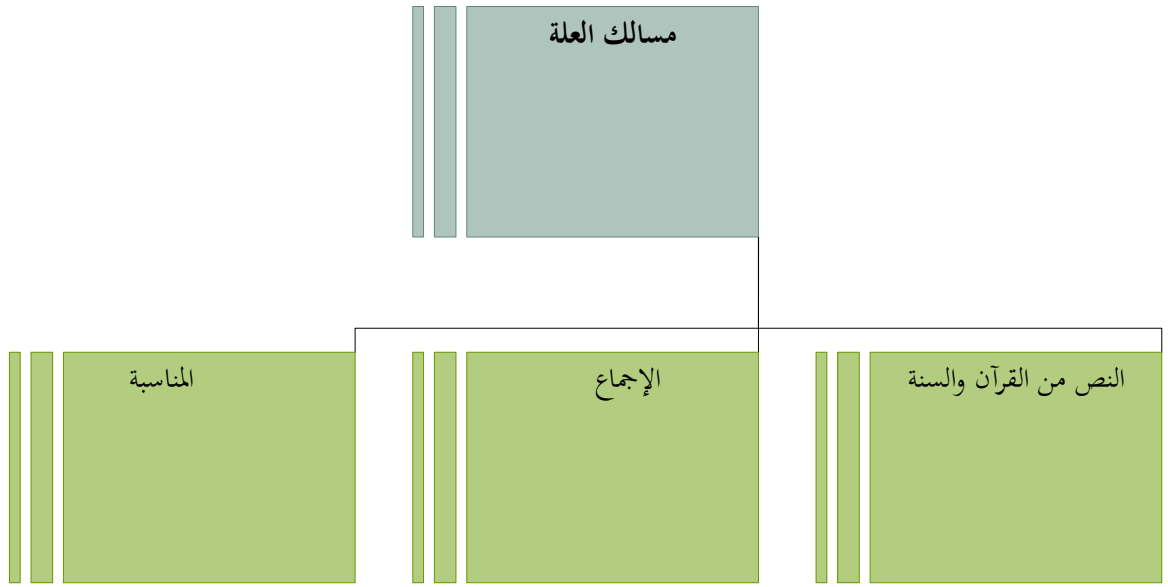 مسالك العلة
النص من القرآن والسنة
الإجماع
المناسبة